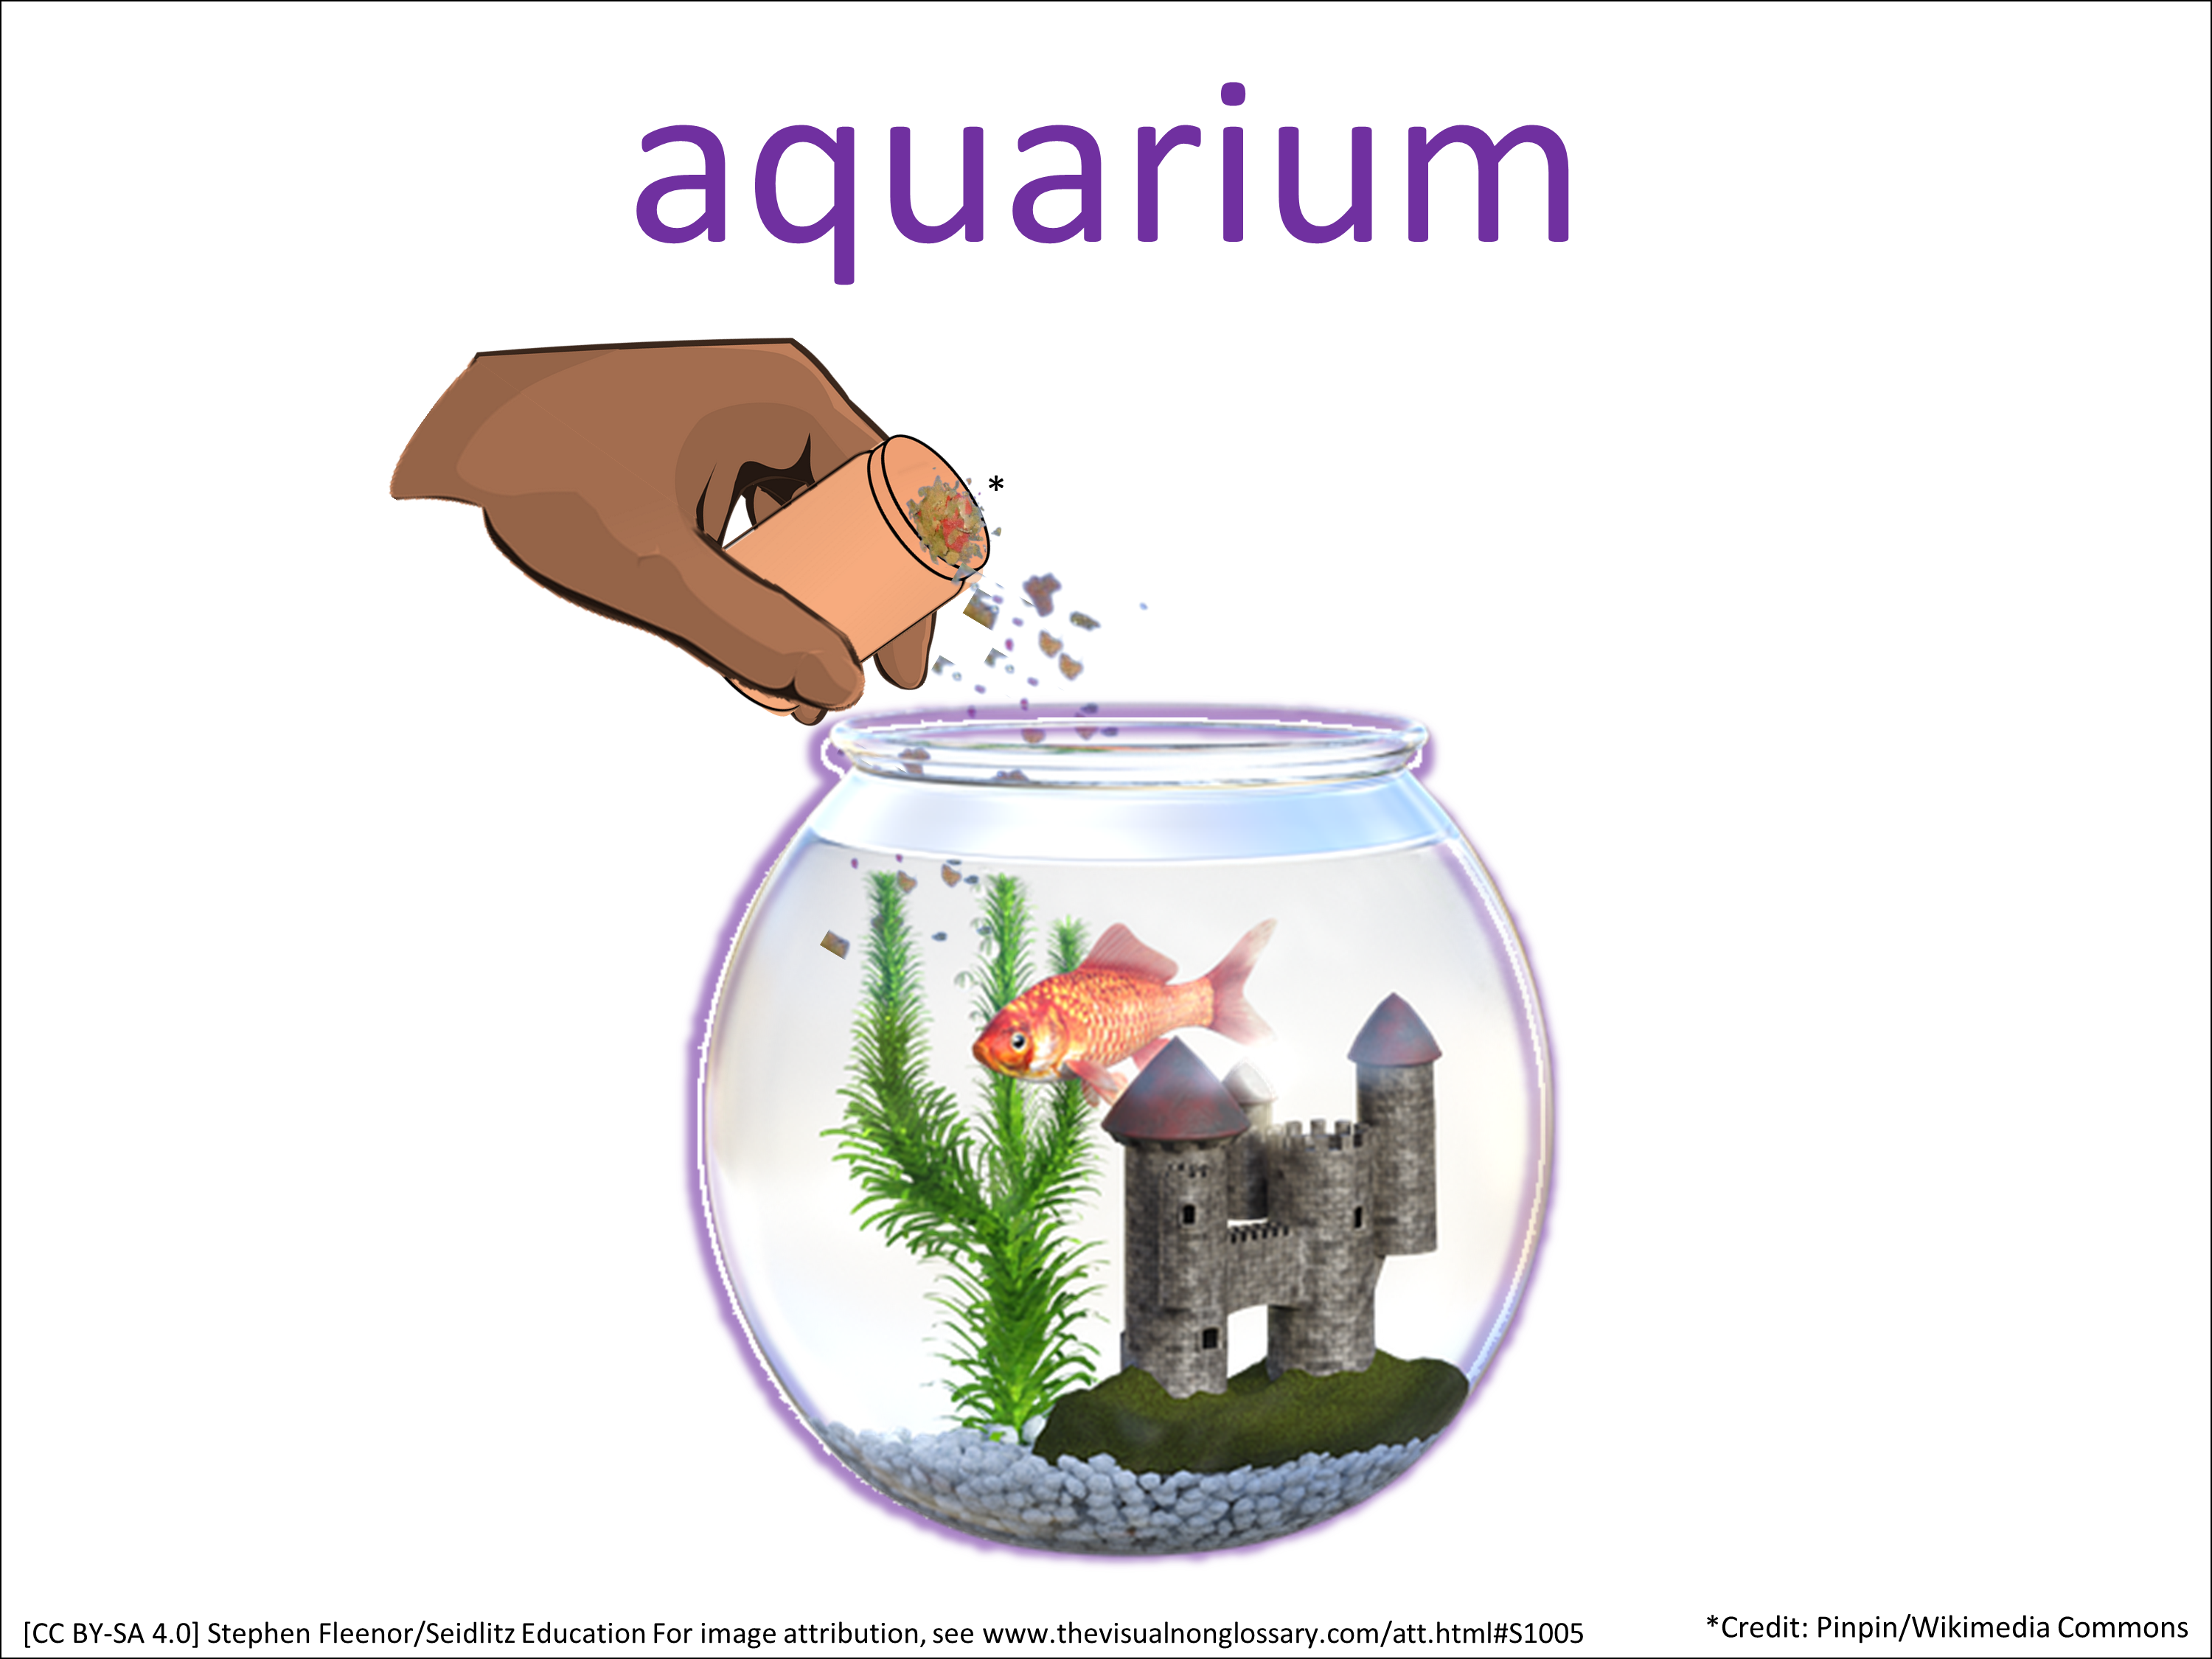 aquarium
*
[CC BY-SA 4.0] Stephen Fleenor/Seidlitz Education For image attribution, see www.thevisualnonglossary.com/att.html#S1005
*Credit: Pinpin/Wikimedia Commons